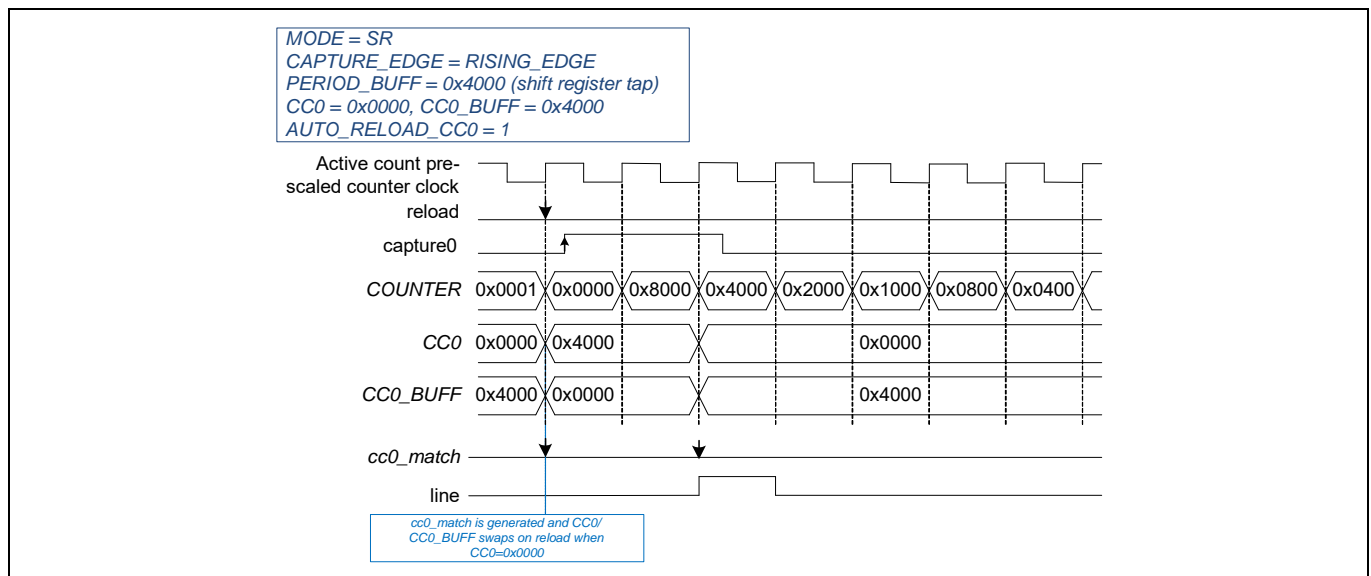 MODE = SR
CAPTURE_EDGE = RISING_EDGE
PERIOD_BUFF = 0x4000 (shift register tap)
CC0 = 0x0000, CC0_BUFF = 0x4000
AUTO_RELOAD_CC0 = 1
Active count pre-
scaled counter clock
reload
capture0
COUNTER 0x0001 0x0000 0x8000 0x4000 0x2000 0x1000 0x0800 0x0400
CC0 0x0000 0x4000 0x0000
CC0_BUFF 0x4000 0x0000 0x4000
cc0_match
line
cc0_match is generated and CC0/
CC0_BUFF swaps on reload when
CC0=0x0000